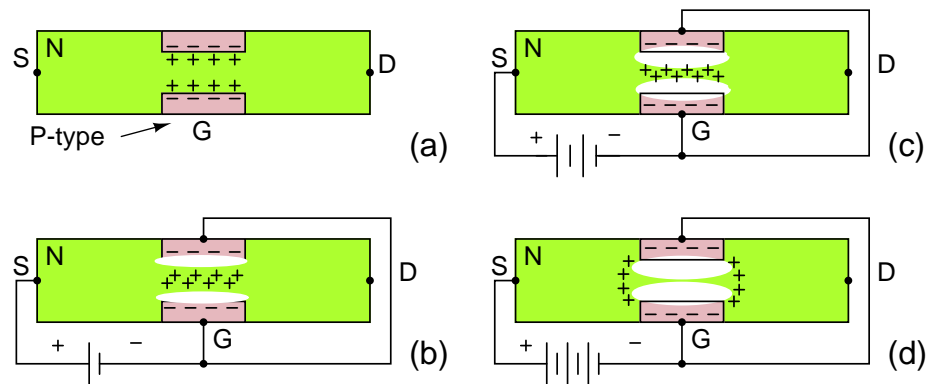 S N D
− − − −
+ + + +
+ + + +
− − − −
P-type G (a)
S N D
− − − −
+ + + + + + + +
− − − −
+ − G (c)
S N D
− − − −
+ + + + + + + +
− − − −
+ − G (b)
S N D
− − − −
+ + + + + + + +
− − − −
+ − G (d)